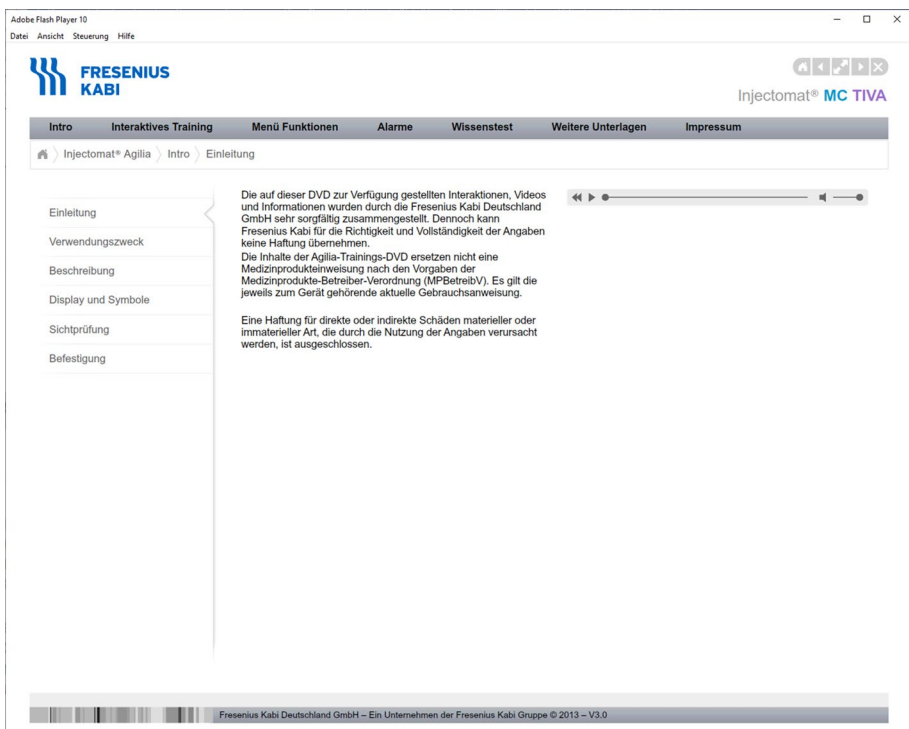 Adobe Flash Player 10
Datei Ansicht Steuerung Hilfe
FRESENIUS
KABI
Injectomat® MC TIVA
Intro Interaktives Training Menü Funktionen Alarme Wissenstest Weitere Unterlagen Impressum
Injectomat® Agilia Intro Einleitung
Einleitung
Verwendungszweck
Beschreibung
Display und Symbole
Sichtprüfung
Befestigung
Die auf dieser DVD zur Verfügung gestellten Interaktionen, Videos
und Informationen wurden durch die Fresenius Kabi Deutschland
GmbH sehr sorgfältig zusammengestellt. Dennoch kann
Fresenius Kabi für die Richtigkeit und Vollständigkeit der Angaben
keine Haftung übernehmen.
Die Inhalte der Agilia-Trainings-DVD ersetzen nicht eine
Medizinprodukteinweisung nach den Vorgaben der
Medizinprodukte-Betreiber-Verordnung (MPBetreibV). Es gilt die
jeweils zum Gerät gehörende aktuelle Gebrauchsanweisung.
Eine Haftung für direkte oder indirekte Schäden materieller oder
immaterieller Art, die durch die Nutzung der Angaben verursacht
werden, ist ausgeschlossen.
Fresenius Kabi Deutschland GmbH – Ein Unternehmen der Fresenius Kabi Gruppe © 2013 – V3.0